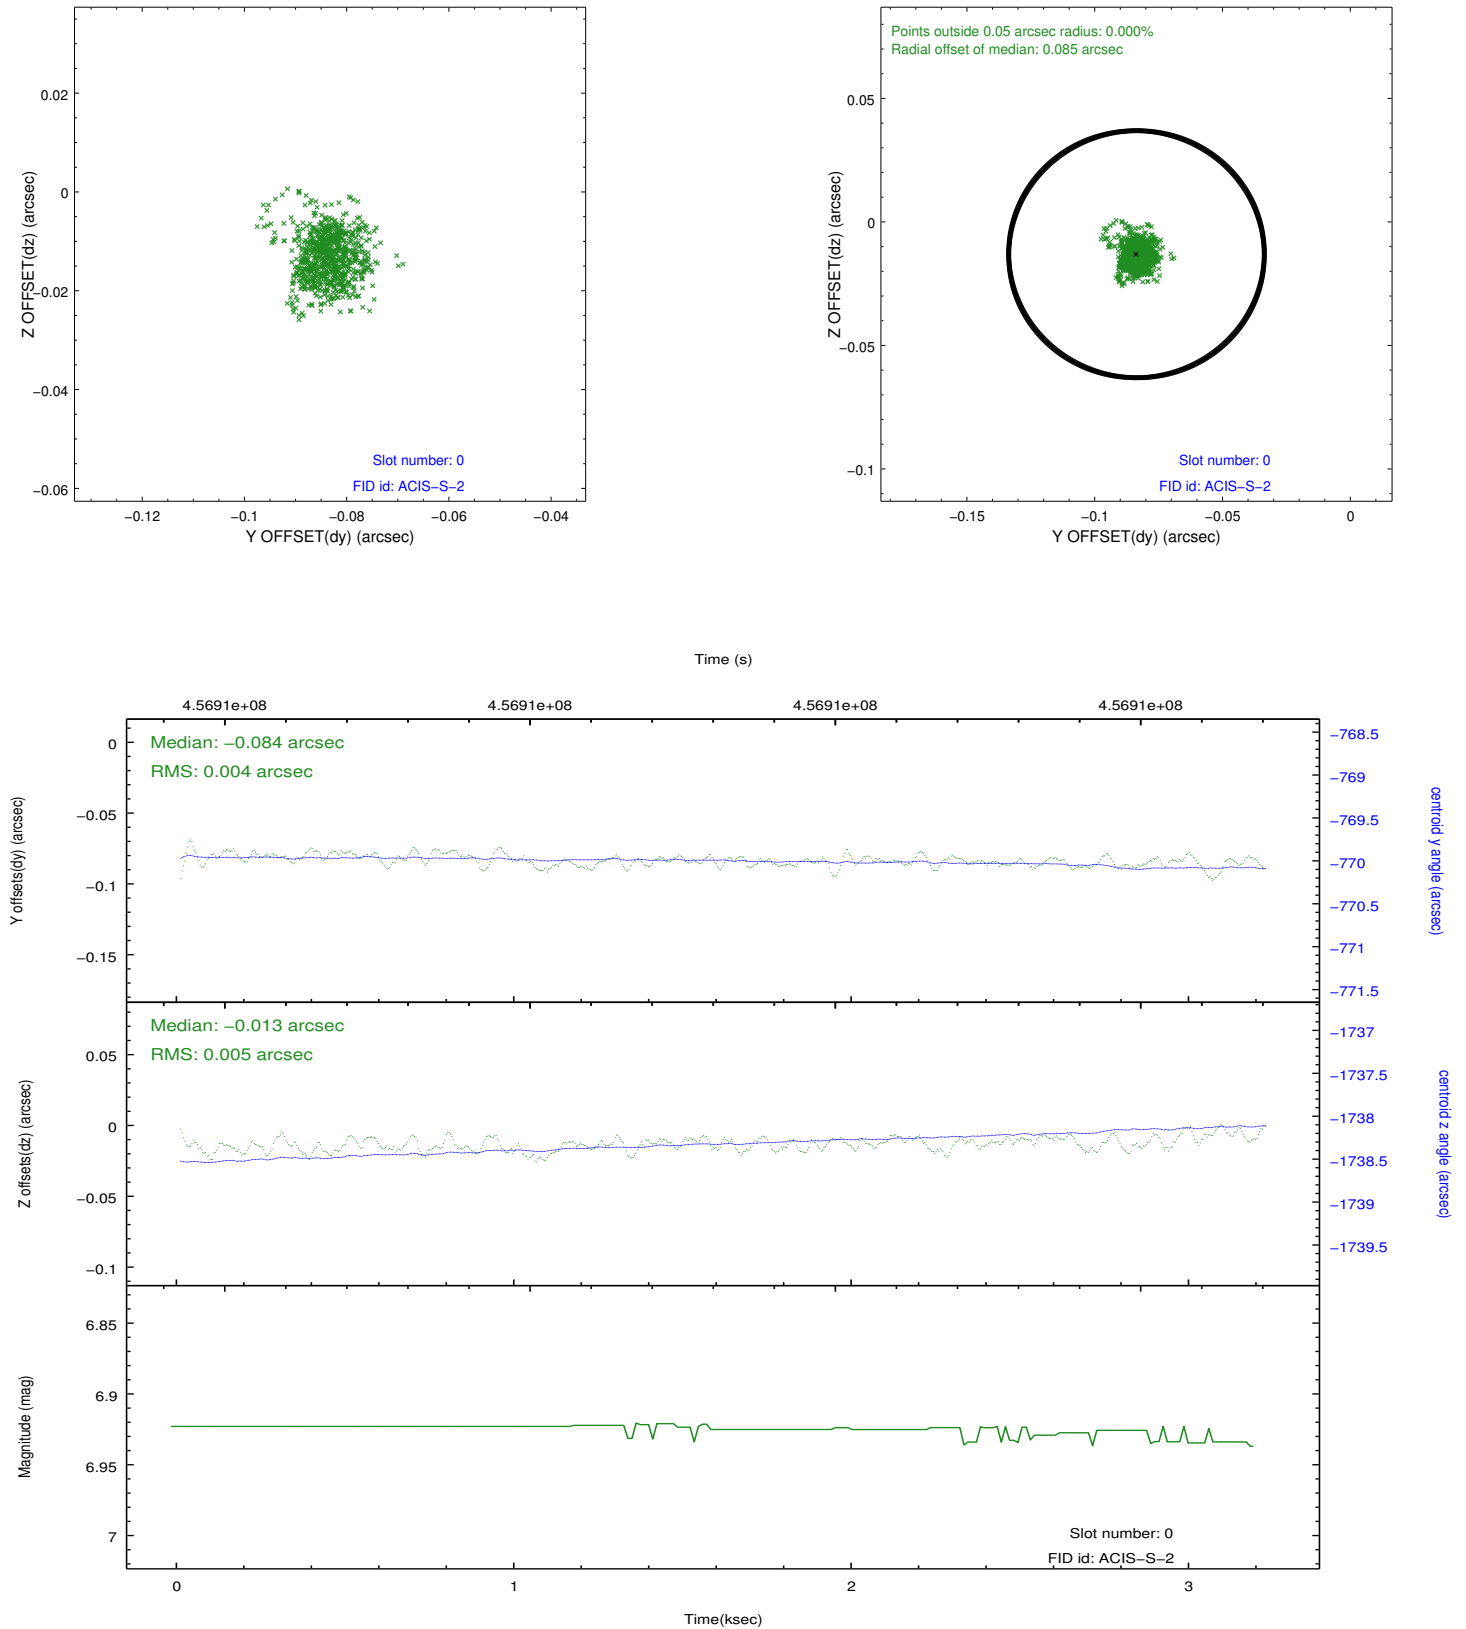 0.02
0
−0.02
−0.04
−0.06
Z OFFSET(dz) (arcsec)
Slot number: 0
FID id: ACIS−S−2
−0.12
−0.1
−0.08
−0.06
−0.04
Y OFFSET(dy) (arcsec)
Points outside 0.05 arcsec radius: 0.000%
Radial offset of median: 0.085 arcsec
0.05
0
−0.05
−0.1
Z OFFSET(dz) (arcsec)
Slot number: 0
FID id: ACIS−S−2
−0.15
−0.1
−0.05
0
Y OFFSET(dy) (arcsec)
Time (s)
4.5691e+08
4.5691e+08
4.5691e+08
4.5691e+08
Median: −0.084 arcsec
RMS: 0.004 arcsec
0
−0.05
−0.1
−0.15
Y offsets(dy) (arcsec)
−768.5
−769
−769.5
−770
−770.5
−771
−771.5
centroid y angle (arcsec)
Median: −0.013 arcsec
RMS: 0.005 arcsec
0.05
0
−0.05
−0.1
Z offsets(dz) (arcsec)
−1737
−1737.5
−1738
−1738.5
−1739
−1739.5
centroid z angle (arcsec)
6.85
6.9
6.95
7
Magnitude (mag)
Slot number: 0
FID id: ACIS−S−2
0
1
2
3
Time(ksec)